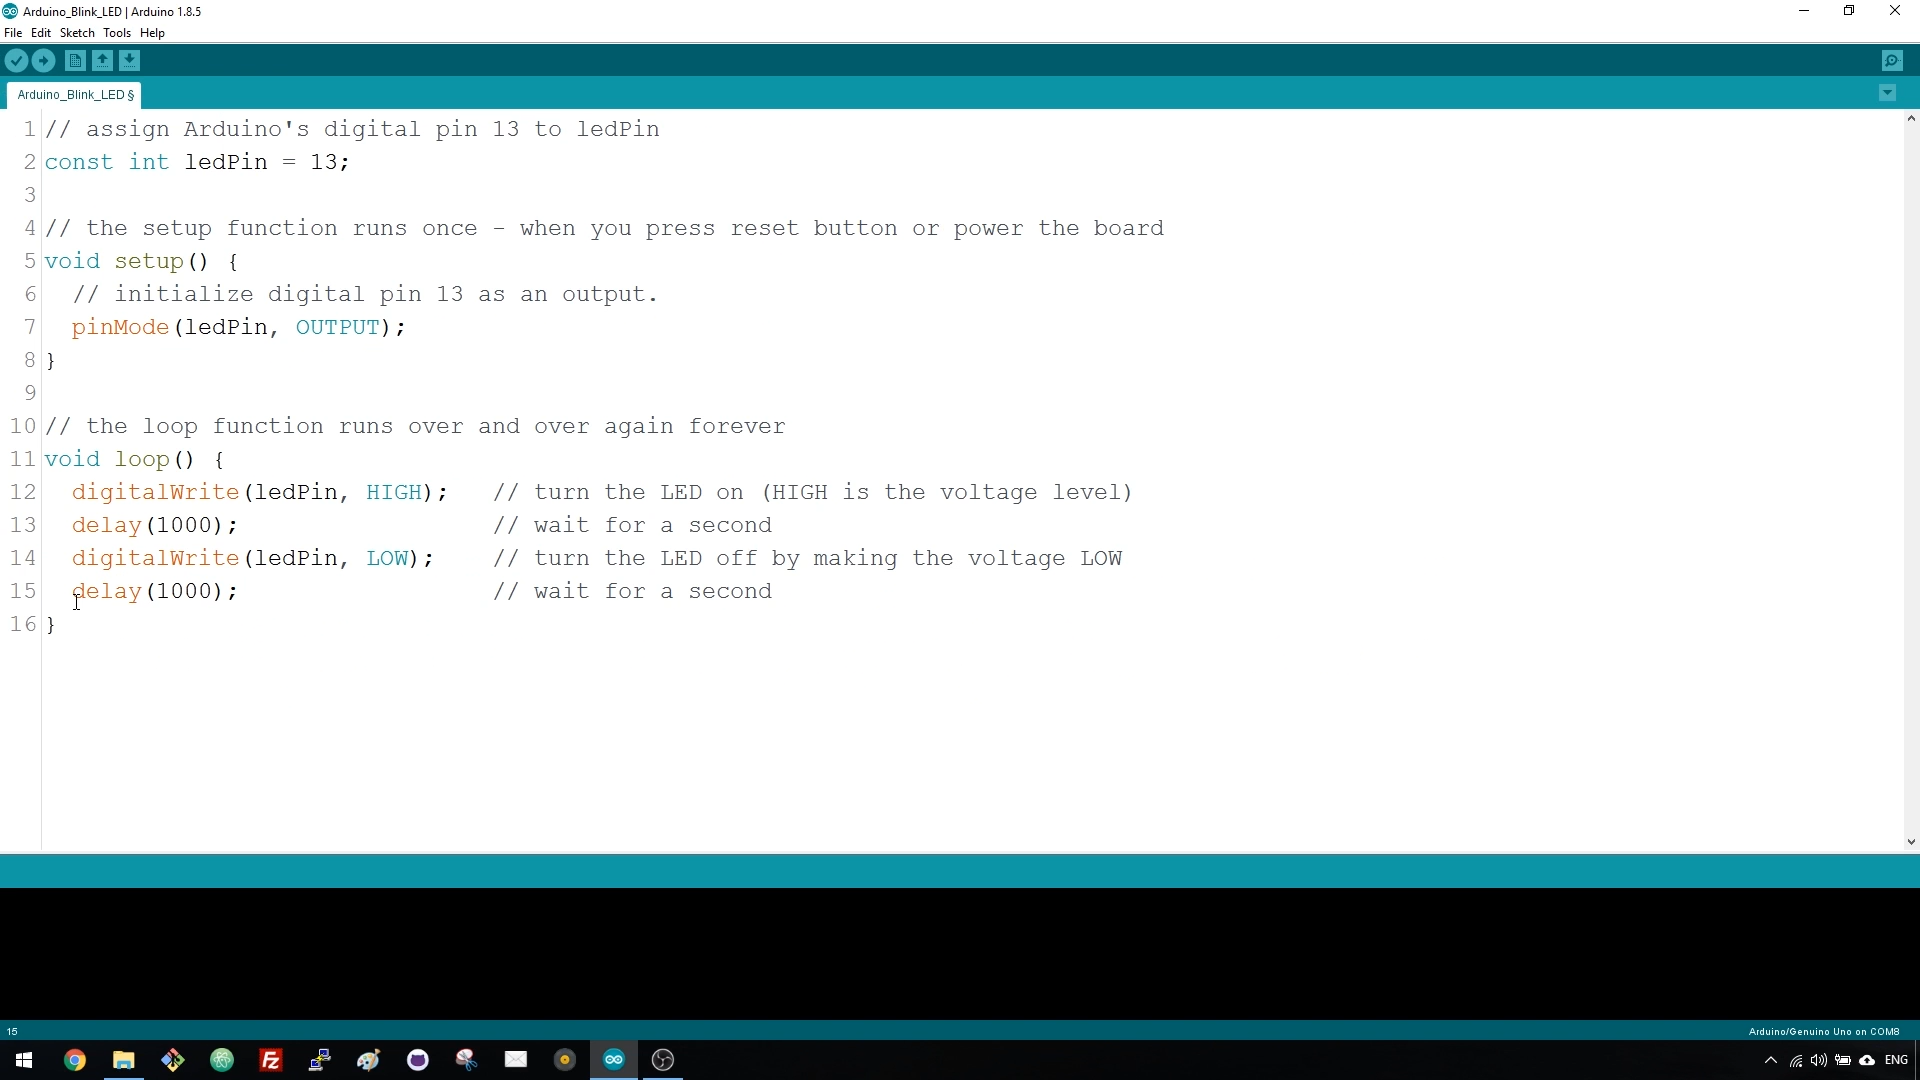 Arduino_Blink_LED | Arduino 1.8.5
File Edit Sketch Tools Help
Arduino_Blink_LED §
1 // assign Arduino's digital pin 13 to ledPin
2 const int ledPin = 13;
3
4 // the setup function runs once - when you press reset button or power the board
5 void setup() {
6   // initialize digital pin 13 as an output.
7   pinMode(ledPin, OUTPUT);
8 }
9
10 // the loop function runs over and over again forever
11 void loop() {
12   digitalWrite(ledPin, HIGH);   // turn the LED on (HIGH is the voltage level)
13   delay(1000);                  // wait for a second
14   digitalWrite(ledPin, LOW);    // turn the LED off by making the voltage LOW
15   delay(1000);                  // wait for a second
16 }
15
Arduino/Genuino Uno on COM8
Fz
ENG